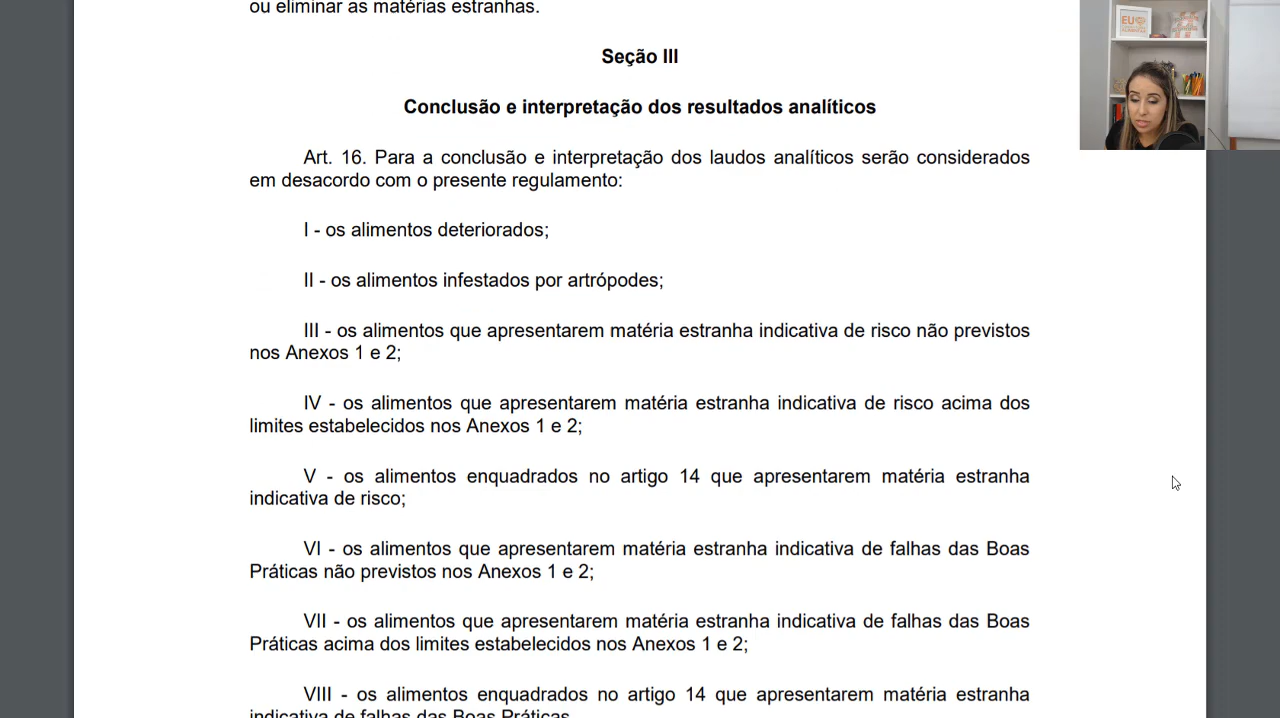 ou eliminar as matérias estranhas.
Seção III
Conclusão e interpretação dos resultados analíticos
Art. 16. Para a conclusão e interpretação dos laudos analíticos serão considerados
em desacordo com o presente regulamento:
I - os alimentos deteriorados;
II - os alimentos infestados por artrópodes;
III - os alimentos que apresentarem matéria estranha indicativa de risco não previstos
nos Anexos 1 e 2;
IV - os alimentos que apresentarem matéria estranha indicativa de risco acima dos
limites estabelecidos nos Anexos 1 e 2;
V - os alimentos enquadrados no artigo 14 que apresentarem matéria estranha
indicativa de risco;
VI - os alimentos que apresentarem matéria estranha indicativa de falhas das Boas
Práticas não previstos nos Anexos 1 e 2;
VII - os alimentos que apresentarem matéria estranha indicativa de falhas das Boas
Práticas acima dos limites estabelecidos nos Anexos 1 e 2;
VIII - os alimentos enquadrados no artigo 14 que apresentarem matéria estranha
indicativa de falhas das Boas Práticas
EU